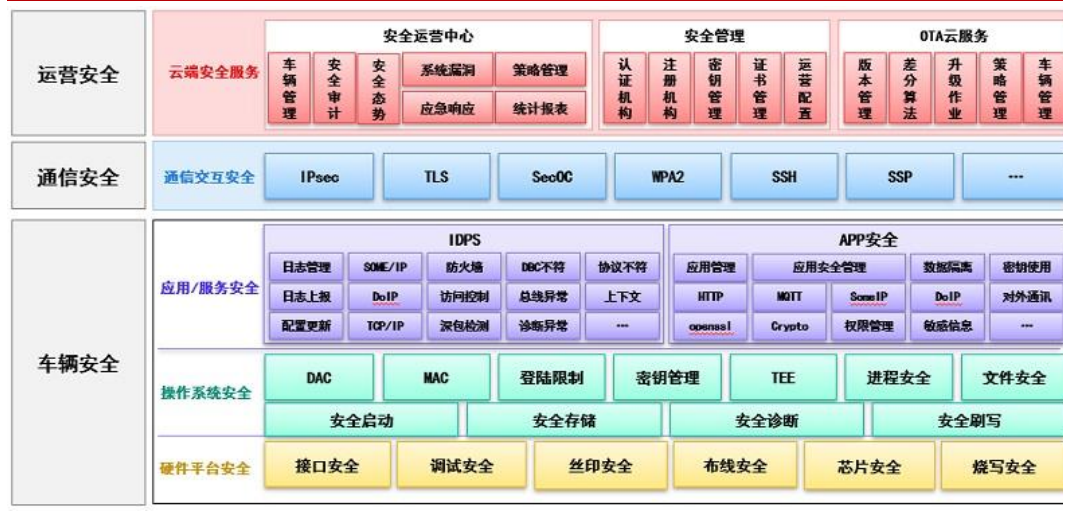 运营安全
云端安全服务
安全运营中心
车辆管理
安全审计
安全态势
系统漏洞
策略管理
应急响应
统计报表
安全管理
认证机构
注册机构
密钥管理
证书管理
运营配置
OTA云服务
版本管理
差分算法
升级作业
策略管理
车辆管理
通信安全
通信交互安全
IPsec
TLS
SecOC
WPA2
SSH
SSP
...
车辆安全
应用/服务安全
IDPS
日志管理
SOME/IP
防火墙
DBC不符
协议不符
日志上报
DoIP
访问控制
总线异常
上下文
配置更新
TCP/IP
深包检测
诊断异常
...
APP安全
应用管理
应用安全管理
数据隔离
密钥使用
HTTP
MQTT
SomeIP
DoIP
对外通讯
openssl
Crypto
权限管理
敏感信息
...
操作系统安全
DAC
MAC
登陆限制
密钥管理
TEE
进程安全
文件安全
安全启动
安全存储
安全诊断
安全刷写
硬件平台安全
接口安全
调试安全
丝印安全
布线安全
芯片安全
烧写安全